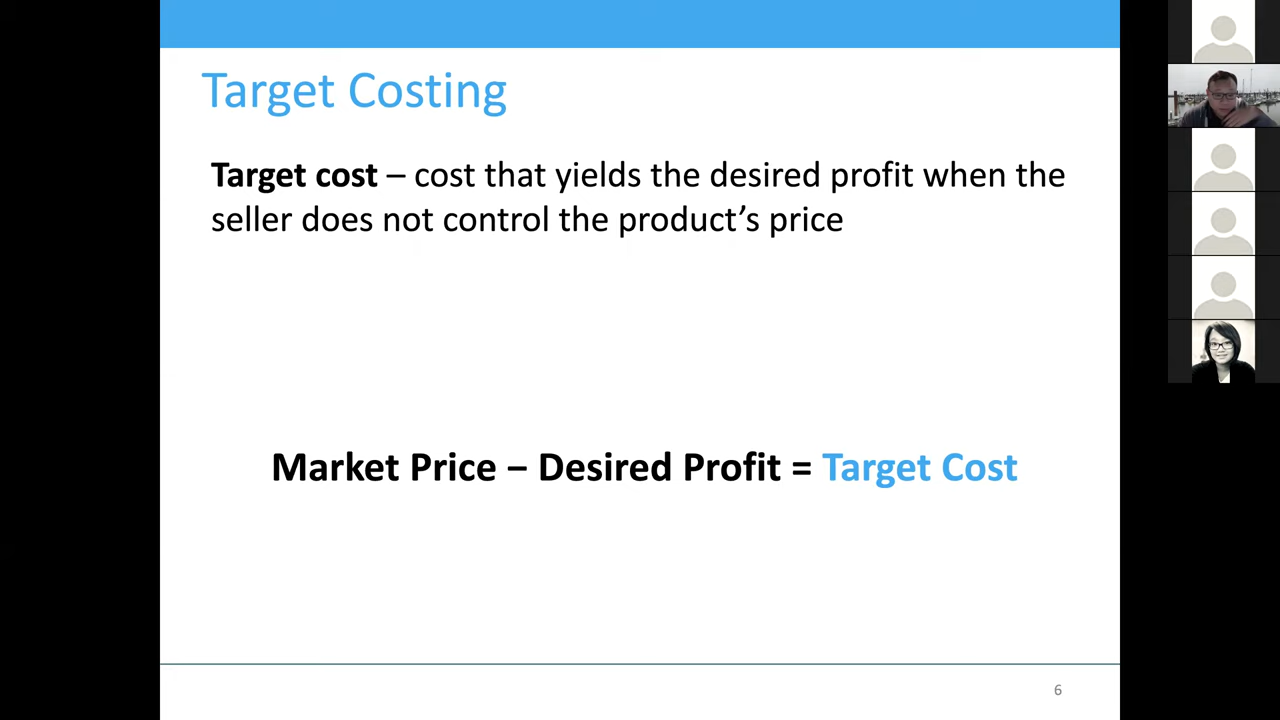 Target Costing
Target cost – cost that yields the desired profit when the
seller does not control the product’s price
Market Price – Desired Profit = Target Cost
6